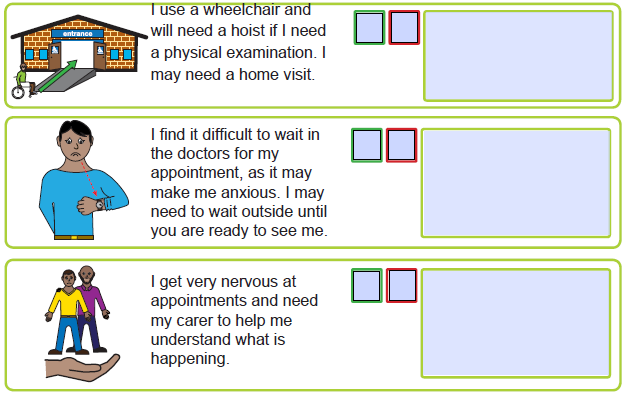 I use a wheelchair and
entrance
will need a hoist if I need
a physical examination. I
may need a home visit.
I find it difficult to wait in
the doctors for my
appointment, as it may
make me anxious. I may
need to wait outside until
you are ready to see me.
I get very nervous at
appointments and need
my carer to help me
understand what is
happening.